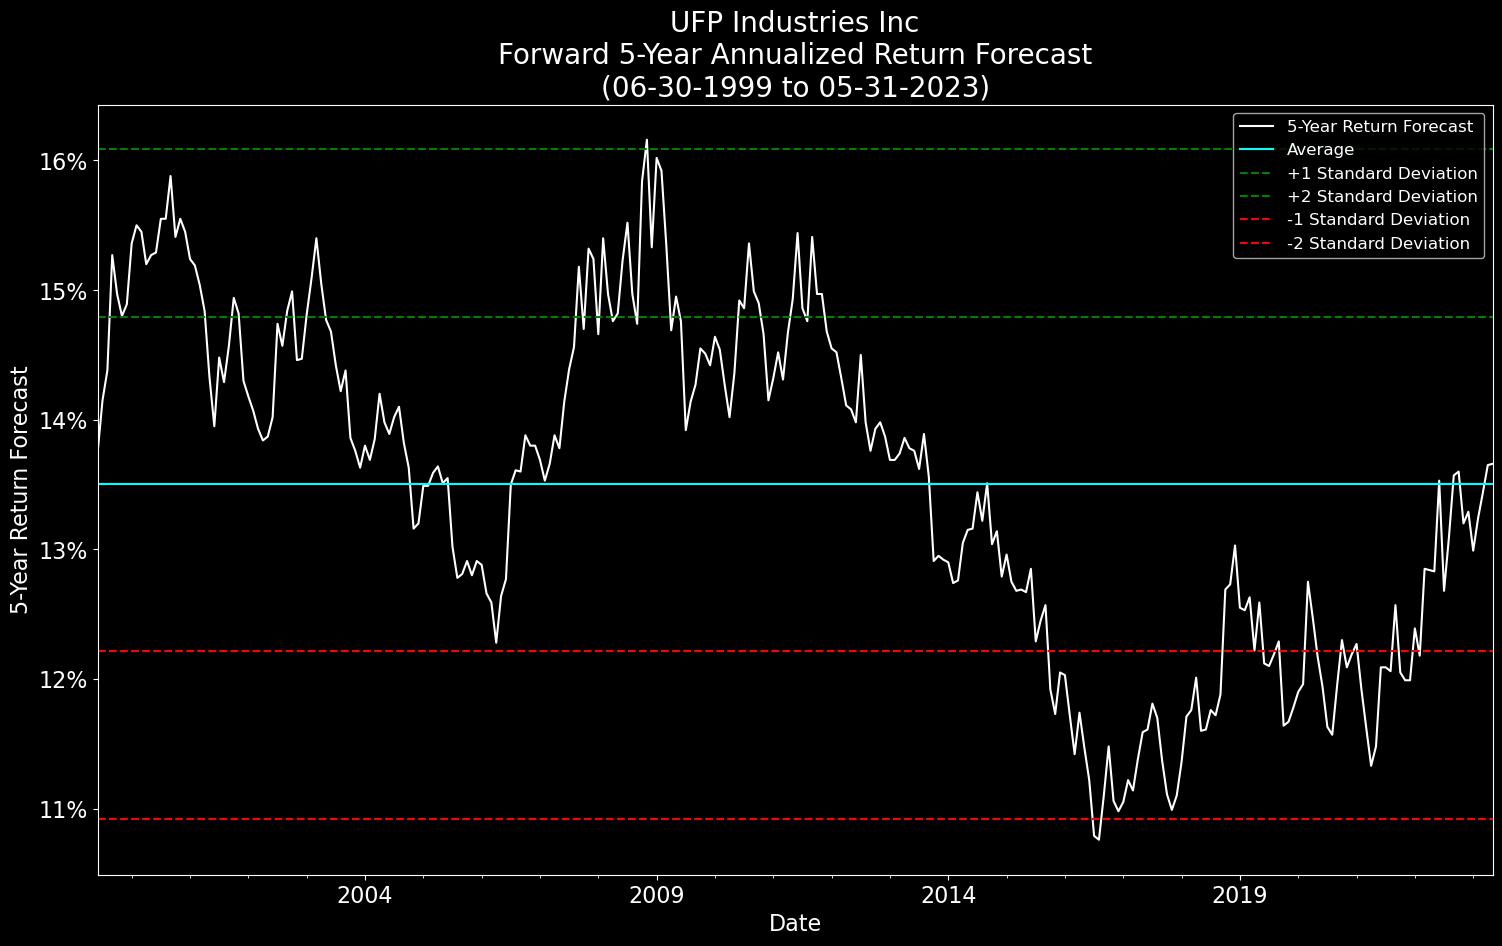 UFP Industries Inc
Forward 5-Year Annualized Return Forecast
(06-30-1999 to 05-31-2023)
5-Year Return Forecast
Average
+1 Standard Deviation
+2 Standard Deviation
-1 Standard Deviation
-2 Standard Deviation
5-Year Return Forecast
16%
15%
14%
13%
12%
11%
2004
2009
2014
2019
Date